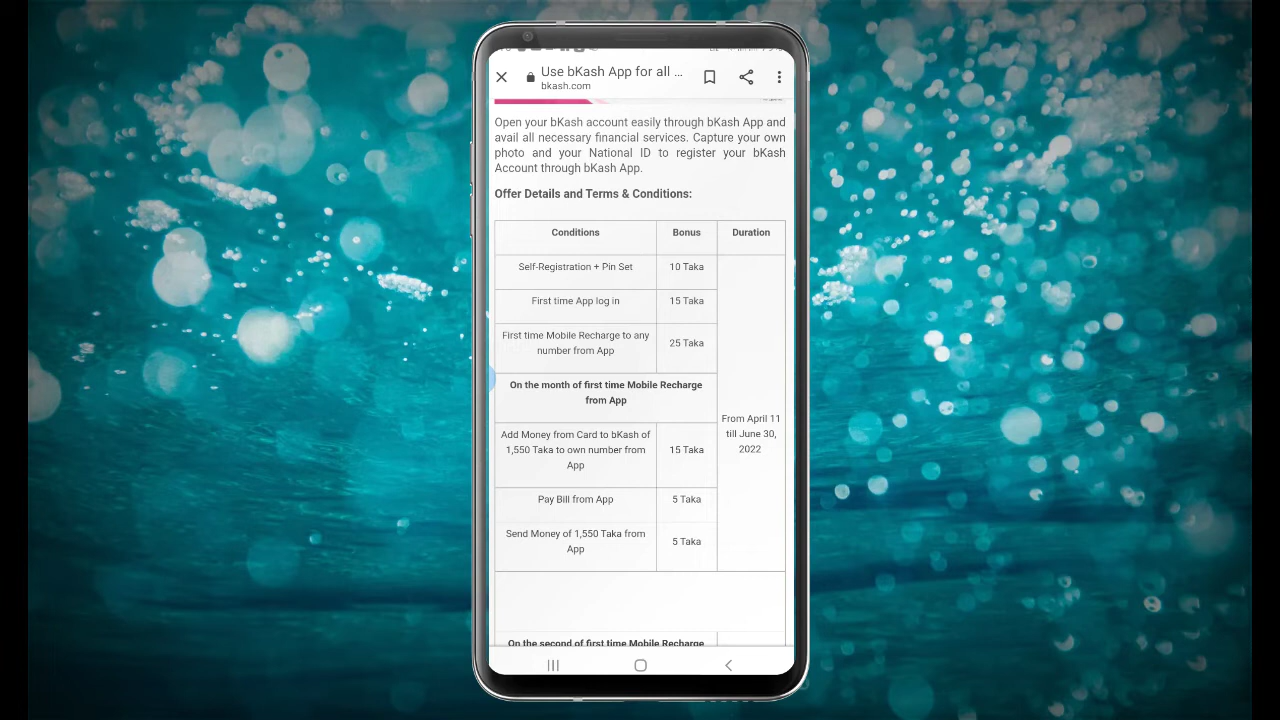 Use bKash App for all ...
bkash.com
Open your bKash account easily through bKash App and
avail all necessary financial services. Capture your own
photo and your National ID to register your bKash
Account through bKash App.
Offer Details and Terms & Conditions:
Conditions Bonus Duration
Self-Registration + Pin Set 10 Taka
First time App log in 15 Taka
First time Mobile Recharge to any
number from App
25 Taka
On the month of first time Mobile Recharge
from App
Add Money from Card to bKash of
1,550 Taka to own number from
App
15 Taka
Pay Bill from App 5 Taka
Send Money of 1,550 Taka from
App
5 Taka
From April 11
till June 30,
2022
On the second of first time Mobile Recharge